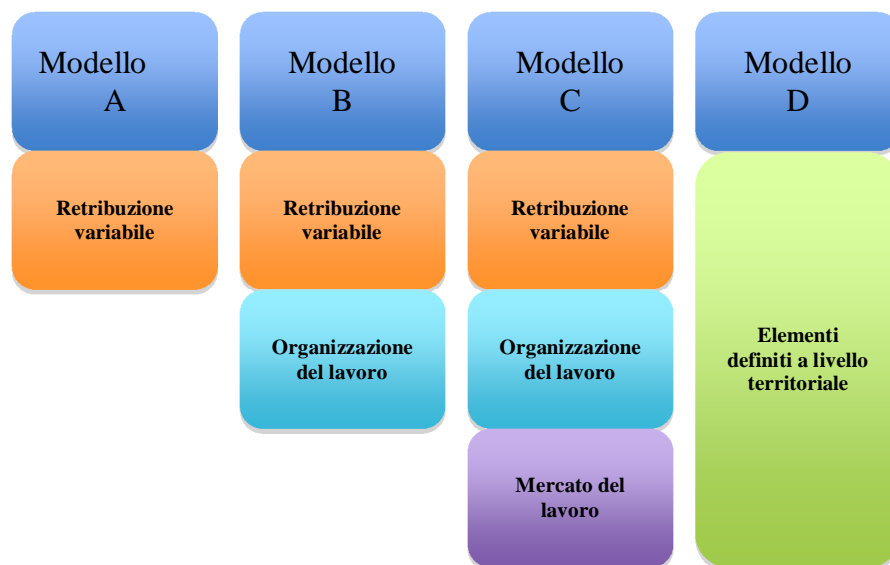 Modello
A
Modello
B
Modello
C
Modello
D
Retribuzione
variabile
Retribuzione
variabile
Retribuzione
variabile
Organizzazione
del lavoro
Organizzazione
del lavoro
Elementi
definiti a livello
territoriale
Mercato del
lavoro